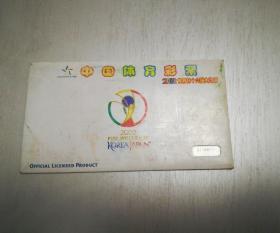 中国体育彩票
2002
FIFA WORLD CUP
KOREA JAPAN
OFFICIAL LICENSED PRODUCT